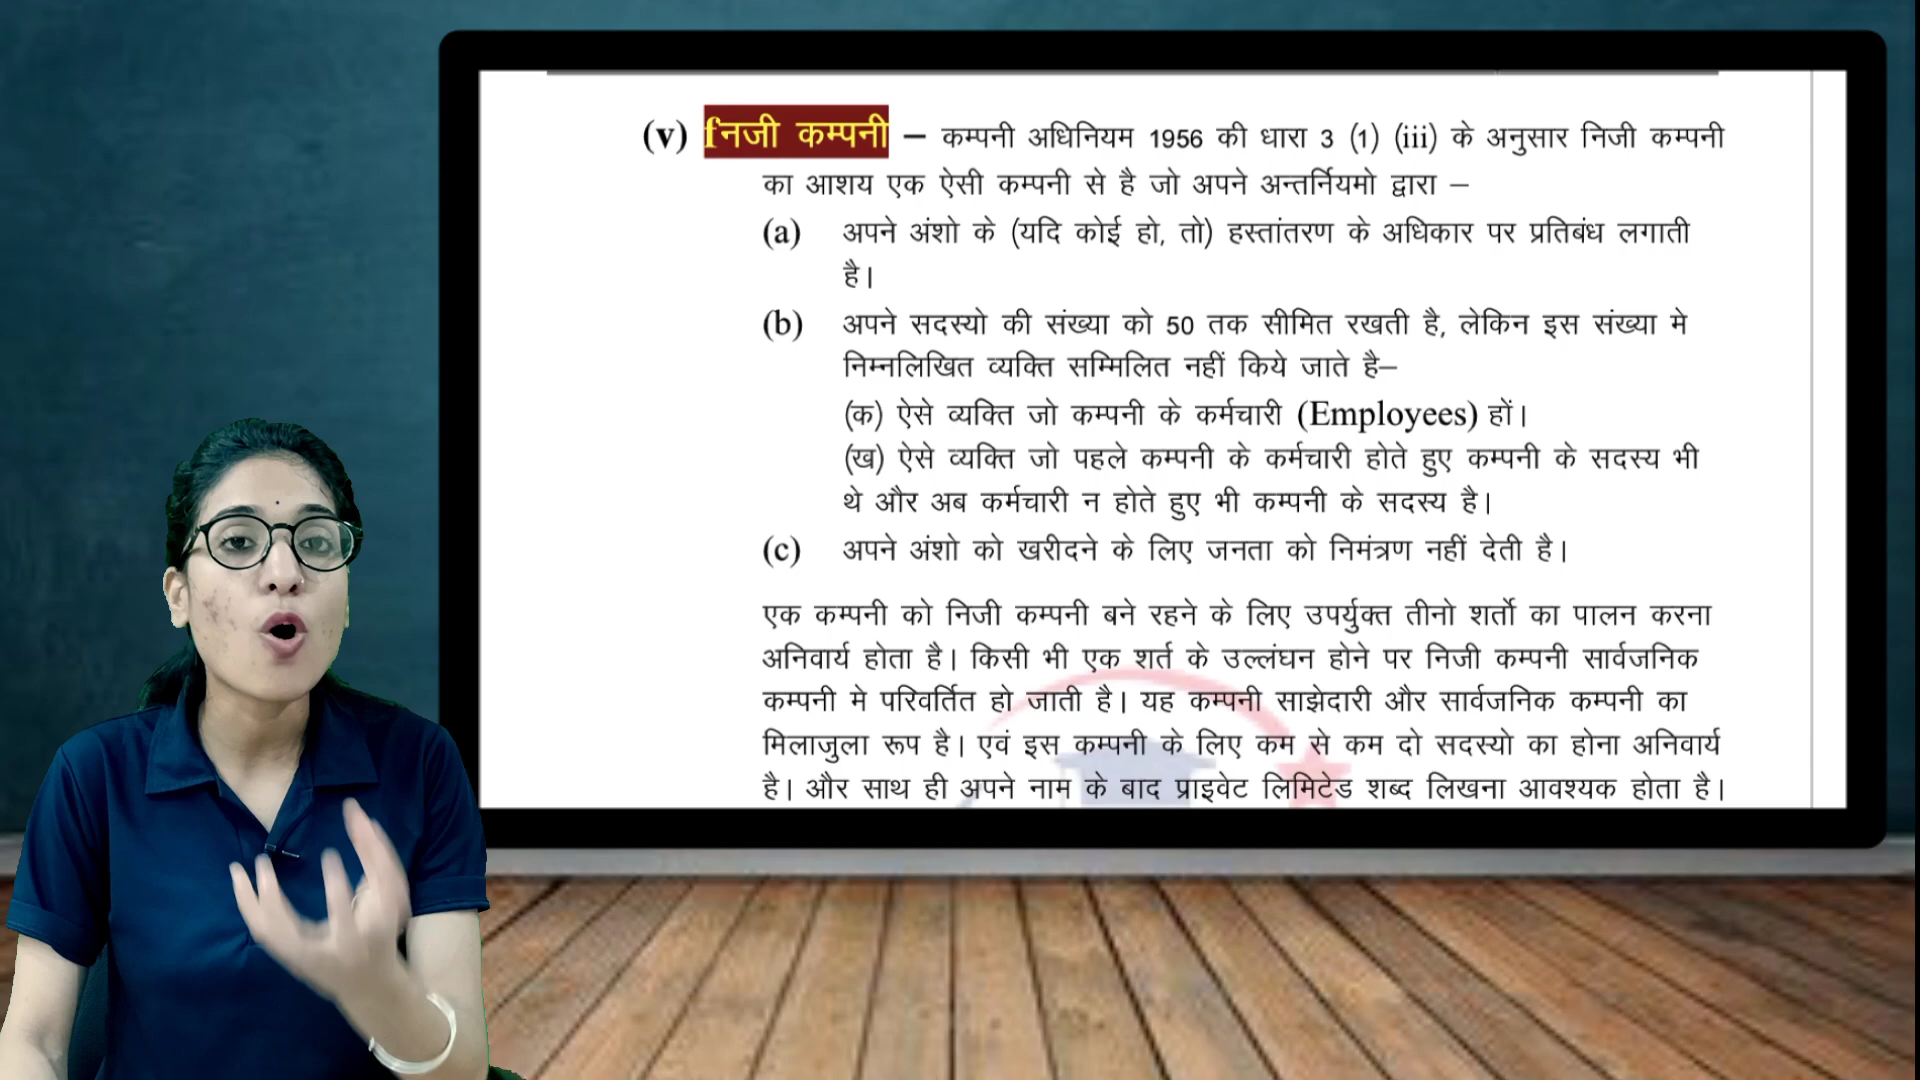 (v) fनजी कम्पनी – कम्पनी अधिनियम 1956 की धारा 3 (1) (iii) के अनुसार निजी कम्पनी
का आशय एक ऐसी कम्पनी से है जो अपने अन्तर्नियमो द्वारा –
(a) अपने अंशो के (यदि कोई हो, तो) हस्तांतरण के अधिकार पर प्रतिबंध लगाती
है।
(b) अपने सदस्यो की संख्या को 50 तक सीमित रखती है, लेकिन इस संख्या मे
निम्नलिखित व्यक्ति सम्मिलित नहीं किये जाते है–
(क) ऐसे व्यक्ति जो कम्पनी के कर्मचारी (Employees) हों।
(ख) ऐसे व्यक्ति जो पहले कम्पनी के कर्मचारी होते हुए कम्पनी के सदस्य भी
थे और अब कर्मचारी न होते हुए भी कम्पनी के सदस्य है।
(c) अपने अंशो को खरीदने के लिए जनता को निमंत्रण नहीं देती है।
एक कम्पनी को निजी कम्पनी बने रहने के लिए उपर्युक्त तीनो शर्तो का पालन करना
अनिवार्य होता है। किसी भी एक शर्त के उल्लंघन होने पर निजी कम्पनी सार्वजनिक
कम्पनी मे परिवर्तित हो जाती है। यह कम्पनी साझेदारी और सार्वजनिक कम्पनी का
मिलाजुला रूप है। एवं इस कम्पनी के लिए कम से कम दो सदस्यो का होना अनिवार्य
है। और साथ ही अपने नाम के बाद प्राइवेट लिमिटेड शब्द लिखना आवश्यक होता है।